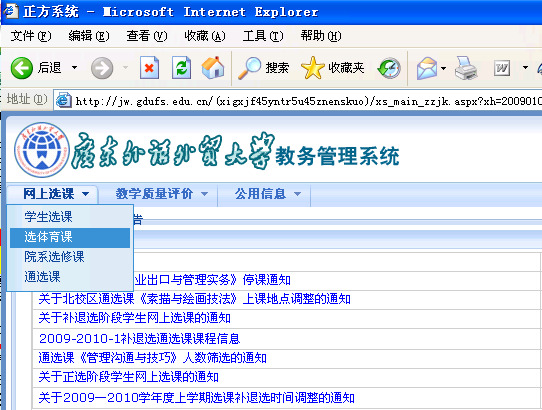 正方系统 - Microsoft Internet Explorer
文件(F) 编辑(E) 查看(V) 收藏(A) 工具(T) 帮助(H)
后退 搜索 收藏夹
地址(D) http://jw.gdufs.edu.cn/(xigxjf45yntr5u45znenskuo)/xs_main_zzjk.aspx?xh=200901
广东外语外贸大学教务管理系统
网上选课 教学质量评价 公用信息
学生选课 告
选体育课
院系选修课
通选课 业出口与管理实务》停课通知
关于北校区通选课《素描与绘画技法》上课地点调整的通知
关于补退选阶段学生网上选课的通知
2009-2010-1补退选通选课课程信息
通选课《管理沟通与技巧》人数筛选的通知
关于正选阶段学生网上选课的通知
关于2009—2010学年度上学期选课补退选时间调整的通知